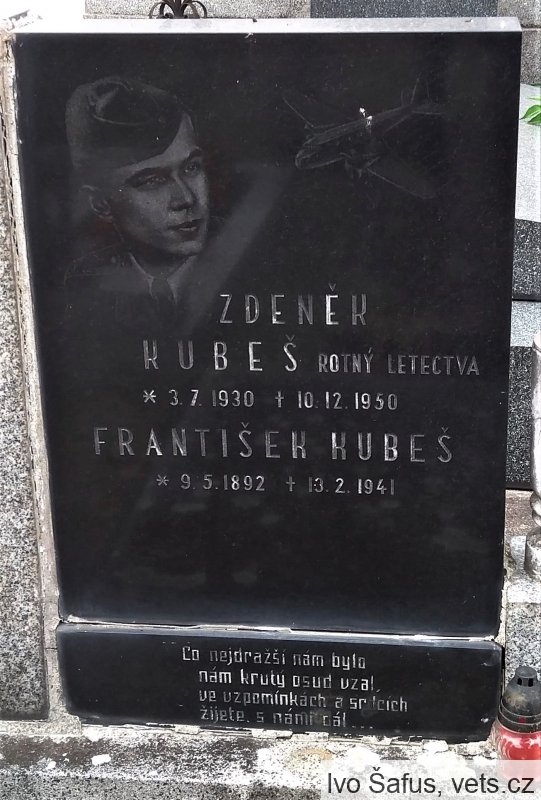 ZDENĚK
KUBEŠ ROTNÝ LETECTVA
* 3.7.1930 † 10.12.1950
FRANTIŠEK KUBEŠ
* 9.5.1892 † 13.2.1941
Co nejdražší nám bylo
nám krutý osud vzal,
ve vzpomínkách a srdcích
žijete, s námi dál...
Ivo Šafus, vets.cz